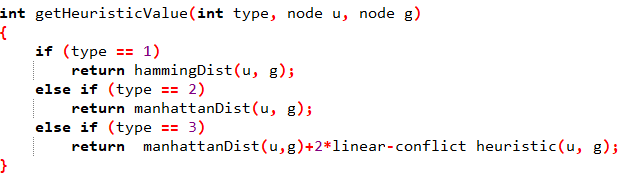 int getHeuristicValue(int type, node u, node g)
{
    if (type == 1)
        return hammingDist(u, g);
    else if (type == 2)
        return manhattanDist(u, g);
    else if (type == 3)
        return  manhattanDist(u,g)+2*linear-conflict heuristic(u, g);
}